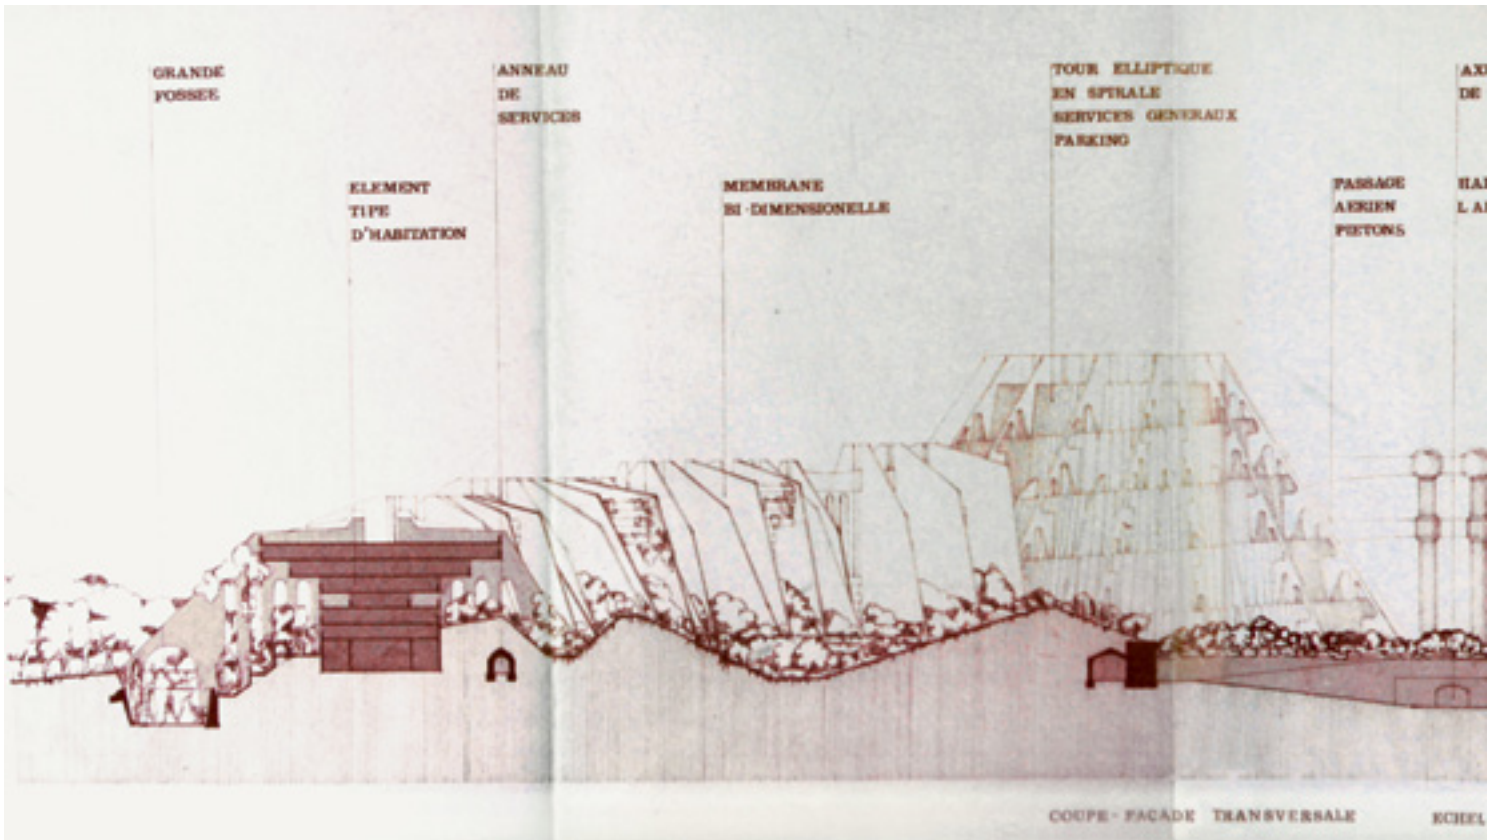 GRANDE
FOSSEE
ELEMENT
TIPE
D'HABITATION
ANNEAU
DE
SERVICES
MEMBRANE
BI-DIMENSIONELLE
TOUR ELLIPTIQUE
EN SPIRALE
SERVICES GENERAUX
PARKING
PASSAGE
AERIEN
PIETONS
DE
COUPE-FACADE TRANSVERSALE